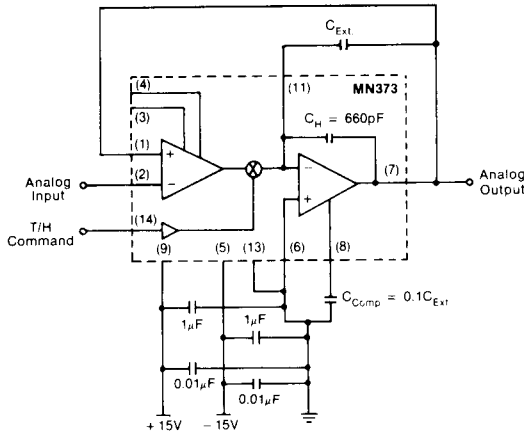 C_Ext.
(4)
(11)
MN373
(3)
C_H = 660pF
(1)
+
−
(7)
Analog
Output
(2)
−
+
Analog
Input
(14)
T/H
Command
(9)
(5)
(13)
(6)
(8)
C_Comp = 0.1C_Ext
1μF
1μF
0.01μF
0.01μF
+15V
−15V